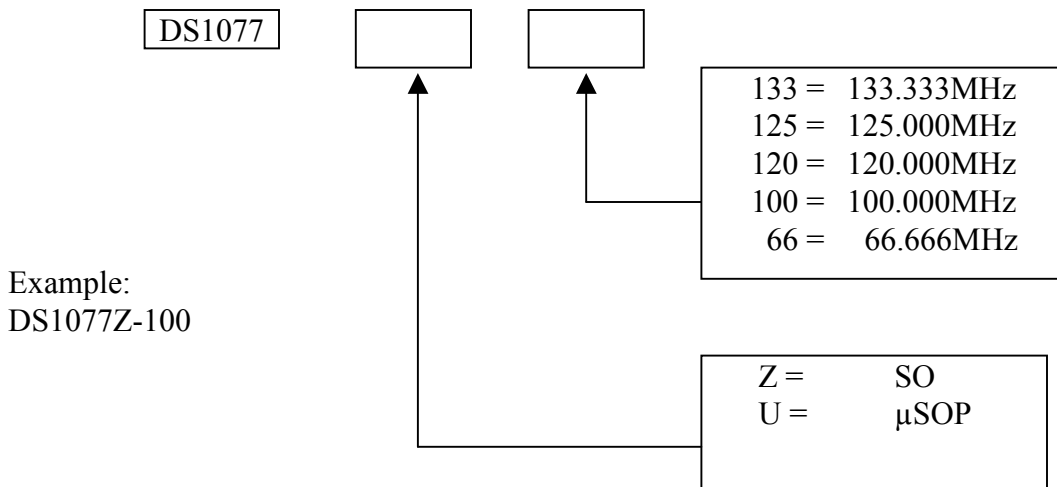 DS1077
133 = 133.333MHz
125 = 125.000MHz
120 = 120.000MHz
100 = 100.000MHz
66 = 66.666MHz
Example:
DS1077Z-100
Z = SO
U = µSOP